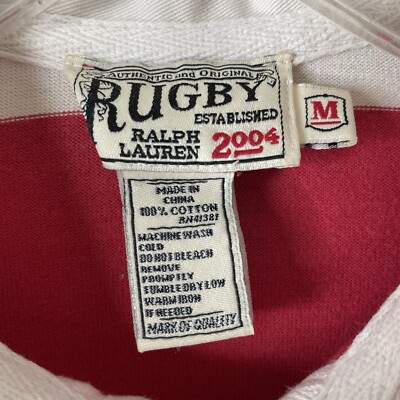 AUTHENTIC and ORIGINAL
RUGBY
ESTABLISHED
RALPH
LAUREN 2004
M
MADE IN
CHINA
100% COTTON
RN41381
MACHINE WASH
COLD
DO NOT BLEACH
REMOVE
PROMPTLY
TUMBLE DRY LOW
WARM IRON
IF NEEDED
MARK OF QUALITY